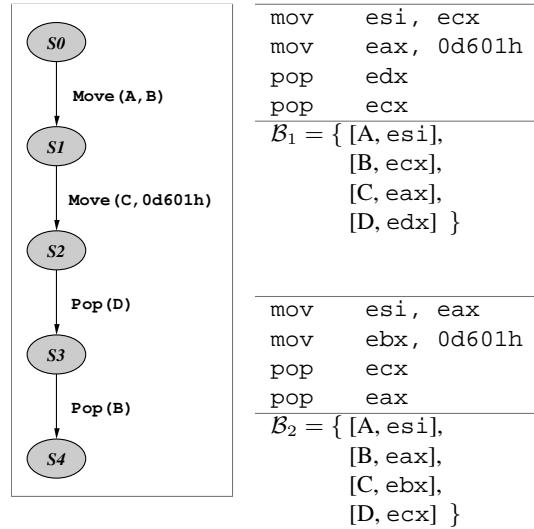 S0
Move(A,B)
S1
Move(C,0d601h)
S2
Pop(D)
S3
Pop(B)
S4
mov esi, ecx
mov eax, 0d601h
pop edx
pop ecx
B₁ = { [A, esi],
[B, ecx],
[C, eax],
[D, edx] }
mov esi, eax
mov ebx, 0d601h
pop ecx
pop eax
B₂ = { [A, esi],
[B, eax],
[C, ebx],
[D, ecx] }